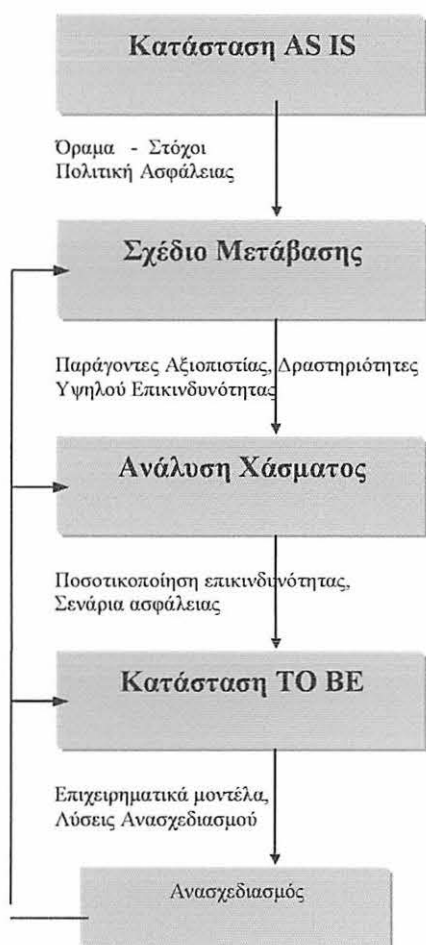 Κατάσταση AS IS
Όραμα - Στόχοι
Πολιτική Ασφάλειας
Σχέδιο Μετάβασης
Παράγοντες Αξιοπιστίας, Δραστηριότητες
Υψηλού Επικινδυνότητας
Ανάλυση Χάσματος
Ποσοτικοποίηση επικινδυνότητας,
Σενάρια ασφάλειας
Κατάσταση TO BE
Επιχειρηματικά μοντέλα,
Λύσεις Ανασχεδιασμού
Ανασχεδιασμός